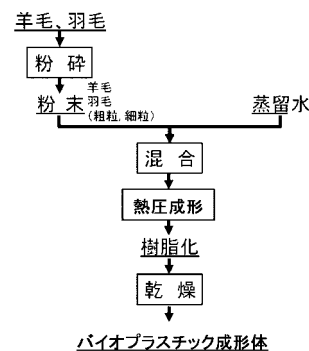 羊毛、羽毛
粉 砕
粉 末
羊毛
羽毛
(粗粒,細粒)
蒸留水
混 合
熱圧成形
樹脂化
乾 燥
バイオプラスチック成形体